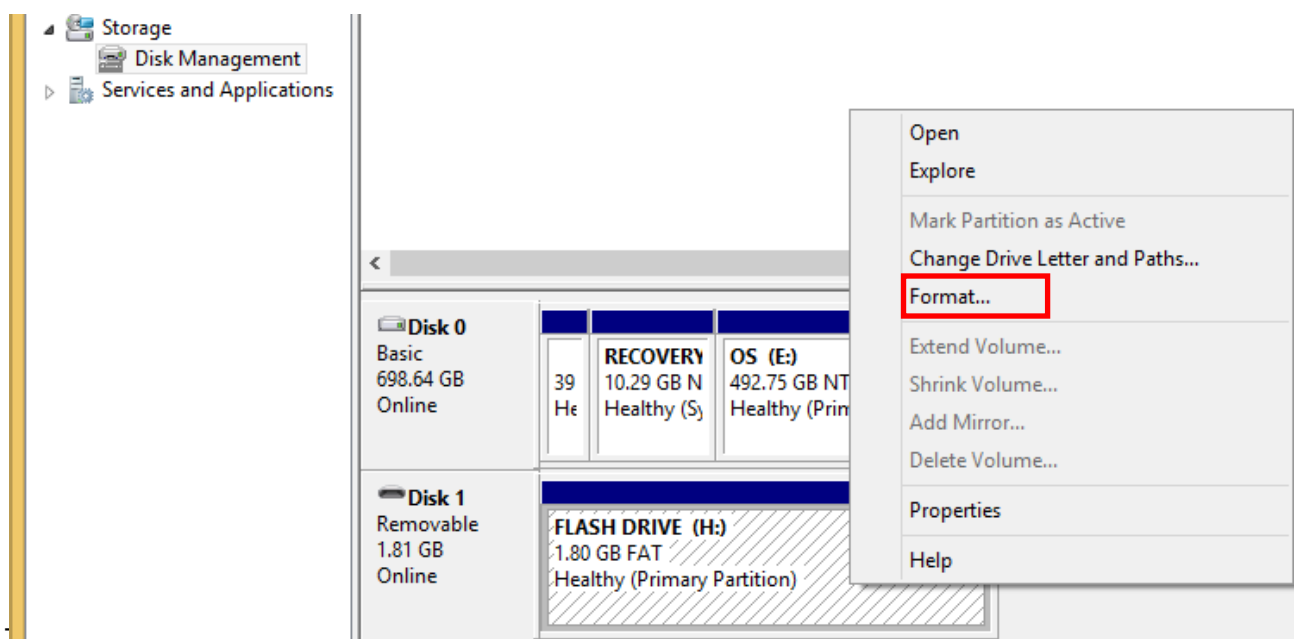 Storage
Disk Management
Services and Applications
Open
Explore
Mark Partition as Active
Change Drive Letter and Paths...
Format...
Extend Volume...
Shrink Volume...
Add Mirror...
Delete Volume...
Properties
Help
Disk 0
Basic
698.64 GB
Online
39
He
RECOVERY
10.29 GB N
Healthy (Sy
OS (E:)
492.75 GB NT
Healthy (Prin
Disk 1
Removable
1.81 GB
Online
FLASH DRIVE (H:)
1.80 GB FAT
Healthy (Primary Partition)